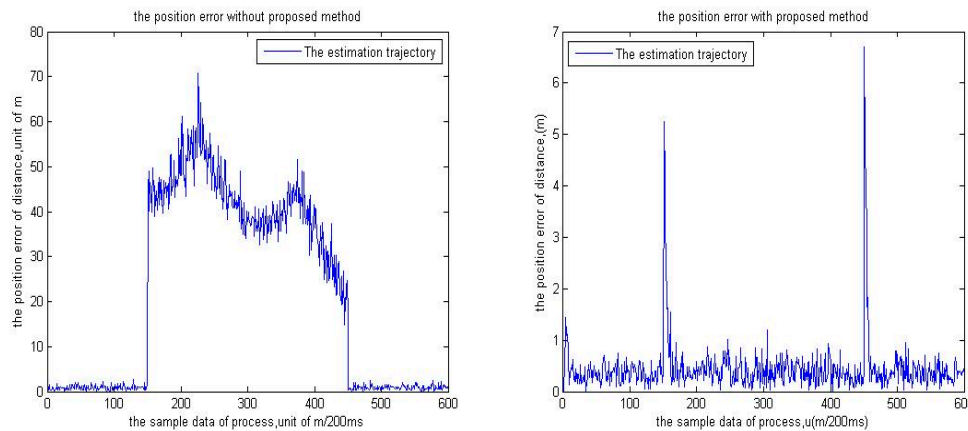 the position error without proposed method
80
70
60
50
40
30
20
10
0
0 100 200 300 400 500 600
the position error of distance,unit of m
the sample data of process,unit of m/200ms
The estimation trajectory
the position error with proposed method
7
6
5
4
3
2
1
0
0 100 200 300 400 500 600
the position error of distance,(m)
the sample data of process,u(m/200ms)
The estimation trajectory